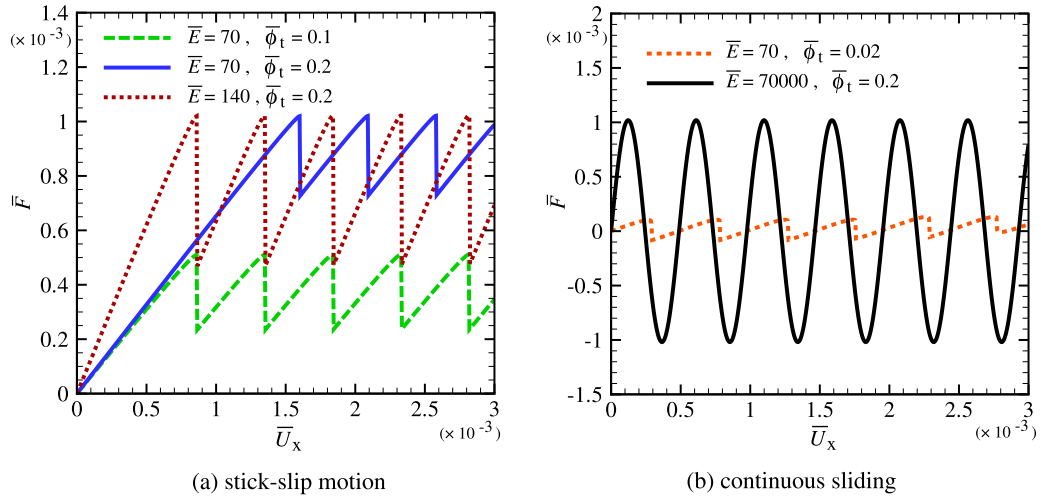 (× 10⁻³)
1.4
1.2
1
0.8
0.6
0.4
0.2
0
F̅
E̅ = 70 , ϕ̅ₜ = 0.1
E̅ = 70 , ϕ̅ₜ = 0.2
E̅ = 140 , ϕ̅ₜ = 0.2
0 0.5 1 1.5 2 2.5 3
U̅ₓ (× 10⁻³)
(a) stick-slip motion
(× 10⁻³)
2
1.5
1
0.5
0
-0.5
-1
-1.5
F̅
E̅ = 70 , ϕ̅ₜ = 0.02
E̅ = 70000 , ϕ̅ₜ = 0.2
0 0.5 1 1.5 2 2.5 3
U̅ₓ (× 10⁻³)
(b) continuous sliding